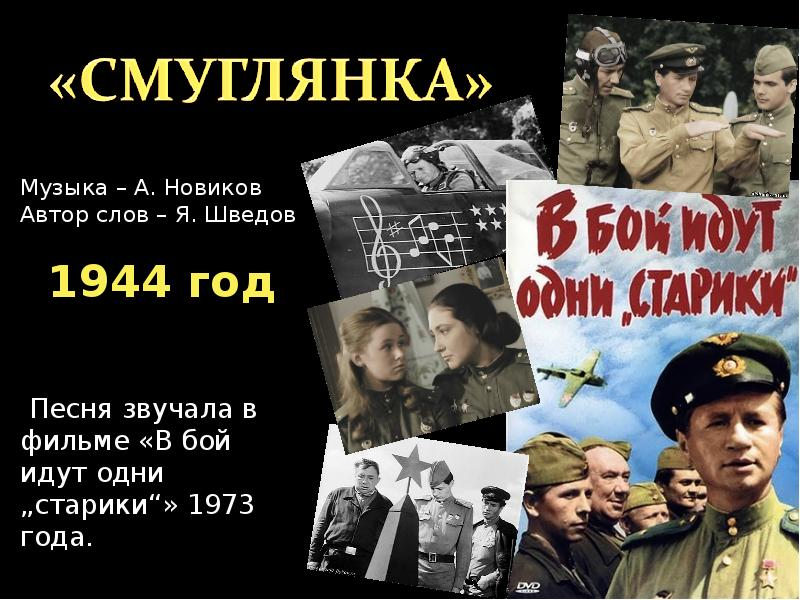 «СМУГЛЯНКА»
Музыка – А. Новиков
Автор слов – Я. Шведов
1944 год
Песня звучала в
фильме «В бой
идут одни
„старики“» 1973
года.
В БОЙ ИДУТ
ОДНИ „СТАРИКИ"
DVD